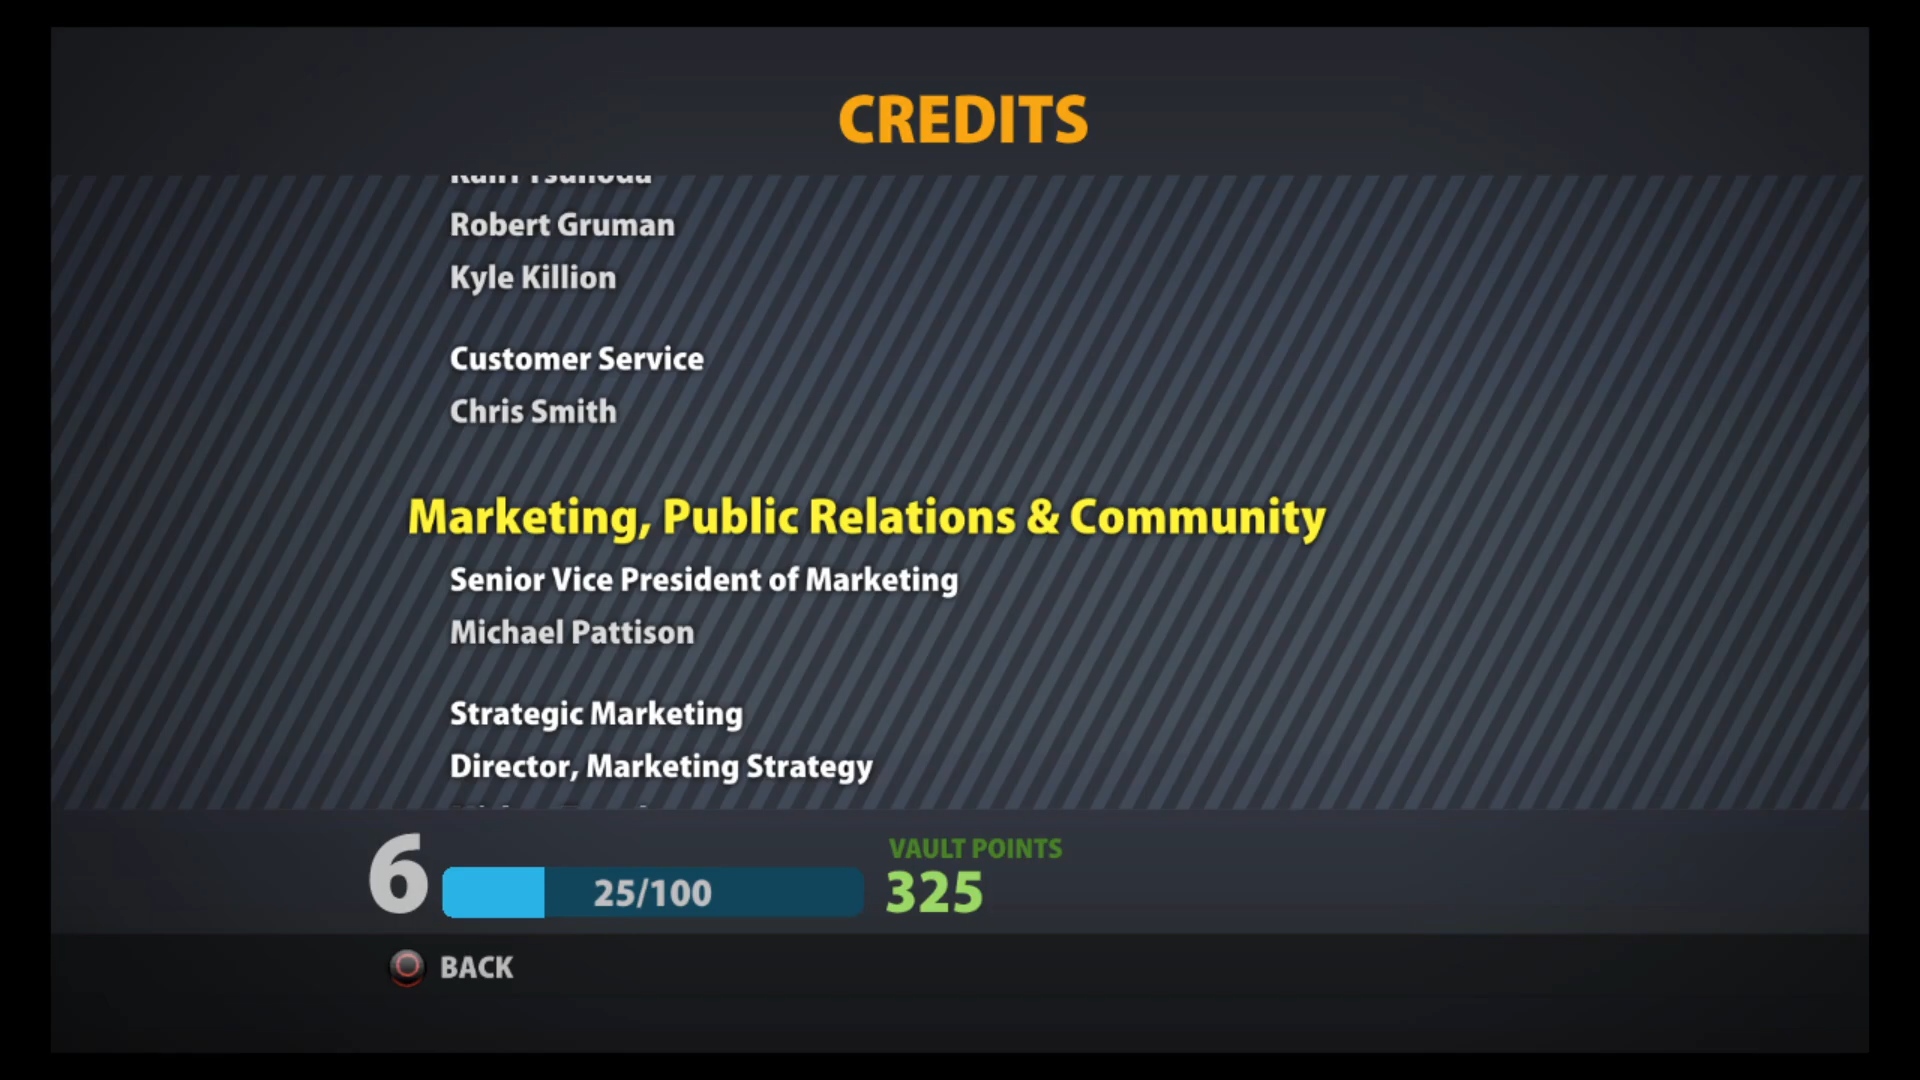 CREDITS
Robert Gruman
Kyle Killion
Customer Service
Chris Smith
Marketing, Public Relations & Community
Senior Vice President of Marketing
Michael Pattison
Strategic Marketing
Director, Marketing Strategy
6
25/100
VAULT POINTS
325
BACK